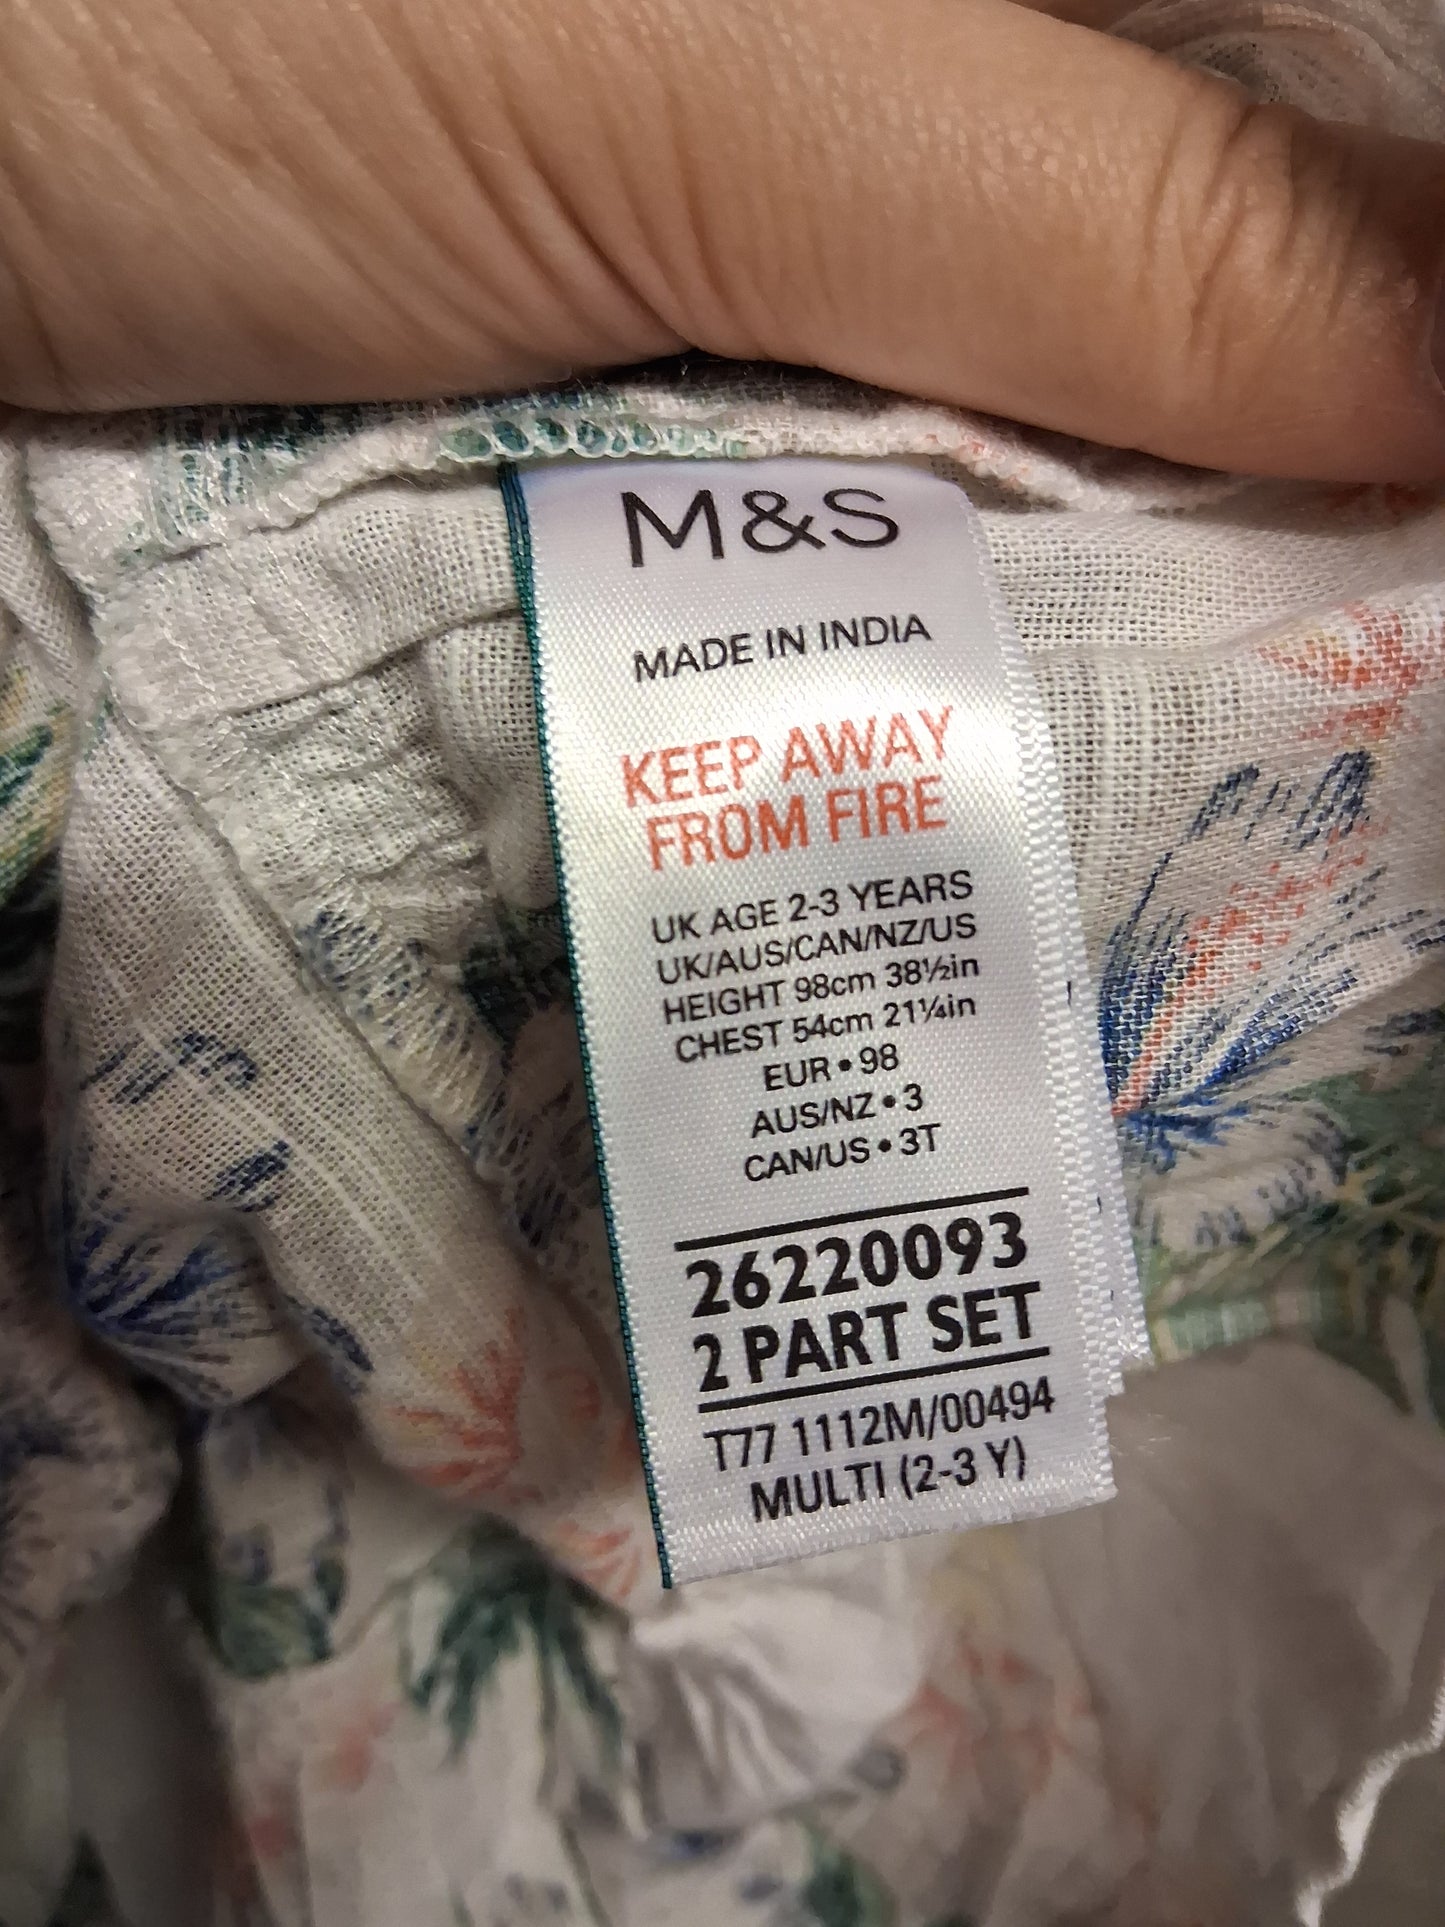 M&S
MADE IN INDIA
KEEP AWAY
FROM FIRE
UK AGE 2-3 YEARS
UK/AUS/CAN/NZ/US
HEIGHT 98cm 38½in
CHEST 54cm 21¼in
EUR • 98
AUS/NZ • 3
CAN/US • 3T
26220093
2 PART SET
T77 1112M/00494
MULTI (2-3 Y)